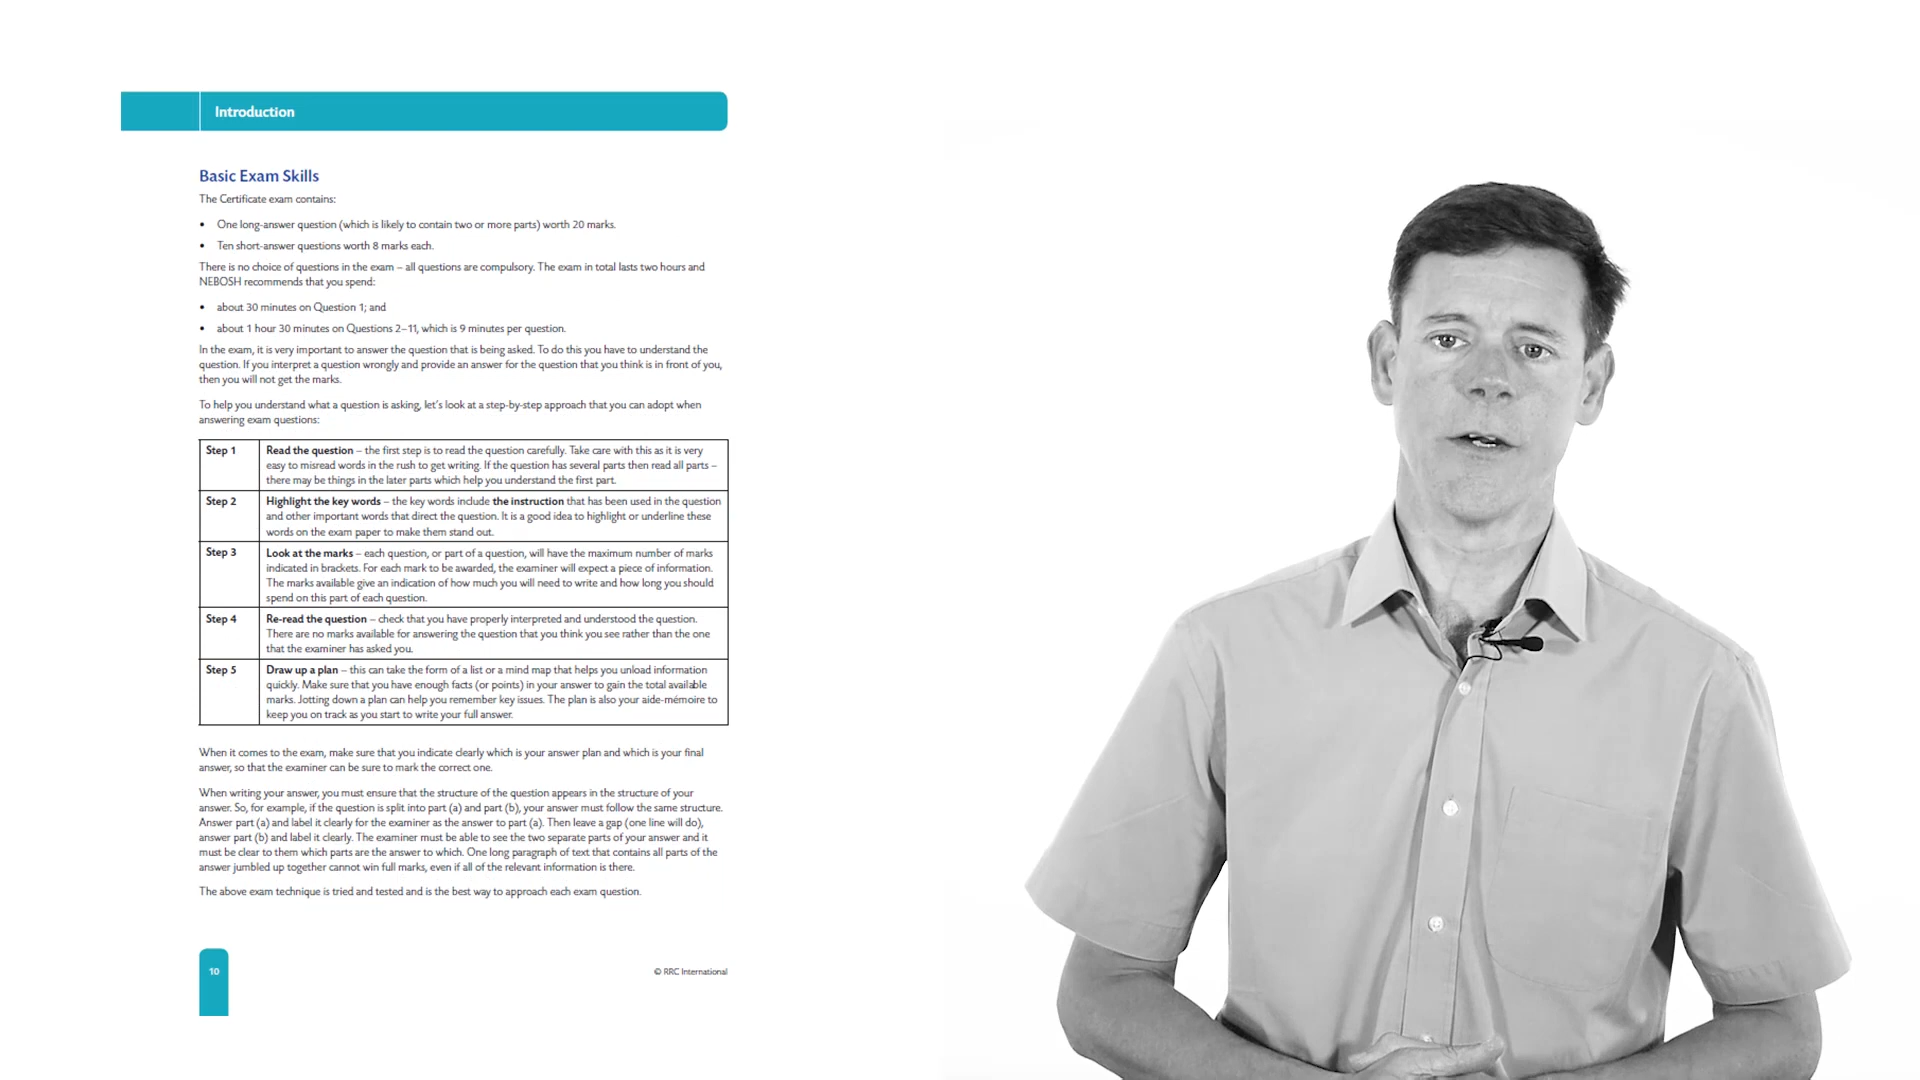 Introduction
Basic Exam Skills
The Certificate exam contains:
• One long-answer question (which is likely to contain two or more parts) worth 20 marks.
• Ten short-answer questions worth 8 marks each.
There is no choice of questions in the exam – all questions are compulsory. The exam in total lasts two hours and
NEBOSH recommends that you spend:
• about 30 minutes on Question 1; and
• about 1 hour 30 minutes on Questions 2–11, which is 9 minutes per question.
In the exam, it is very important to answer the question that is being asked. To do this you have to understand the
question. If you interpret a question wrongly and provide an answer for the question that you think is in front of you,
then you will not get the marks.
To help you understand what a question is asking, let's look at a step-by-step approach that you can adopt when
answering exam questions:
Step 1 Read the question – the first step is to read the question carefully. Take care with this as it is very
easy to misread words in the rush to get writing. If the question has several parts then read all parts –
there may be things in the later parts which help you understand the first part.
Step 2 Highlight the key words – the key words include the instruction that has been used in the question
and other important words that direct the question. It is a good idea to highlight or underline these
words on the exam paper to make them stand out.
Step 3 Look at the marks – each question, or part of a question, will have the maximum number of marks
indicated in brackets. For each mark to be awarded, the examiner will expect a piece of information.
The marks available give an indication of how much you will need to write and how long you should
spend on this part of each question.
Step 4 Re-read the question – check that you have properly interpreted and understood the question.
There are no marks available for answering the question that you think you see rather than the one
that the examiner has asked you.
Step 5 Draw up a plan – this can take the form of a list or a mind map that helps you unload information
quickly. Make sure that you have enough facts (or points) in your answer to gain the total available
marks. Jotting down a plan can help you remember key issues. The plan is also your aide-mémoire to
keep you on track as you start to write your full answer.
When it comes to the exam, make sure that you indicate clearly which is your answer plan and which is your final
answer, so that the examiner can be sure to mark the correct one.
When writing your answer, you must ensure that the structure of the question appears in the structure of your
answer. So, for example, if the question is split into part (a) and part (b), your answer must follow the same structure.
Answer part (a) and label it clearly for the examiner as the answer to part (a). Then leave a gap (one line will do),
answer part (b) and label it clearly. The examiner must be able to see the two separate parts of your answer and it
must be clear to them which parts are the answer to which. One long paragraph of text that contains all parts of the
answer jumbled up together cannot win full marks, even if all of the relevant information is there.
The above exam technique is tried and tested and is the best way to approach each exam question.
10
© RRC International